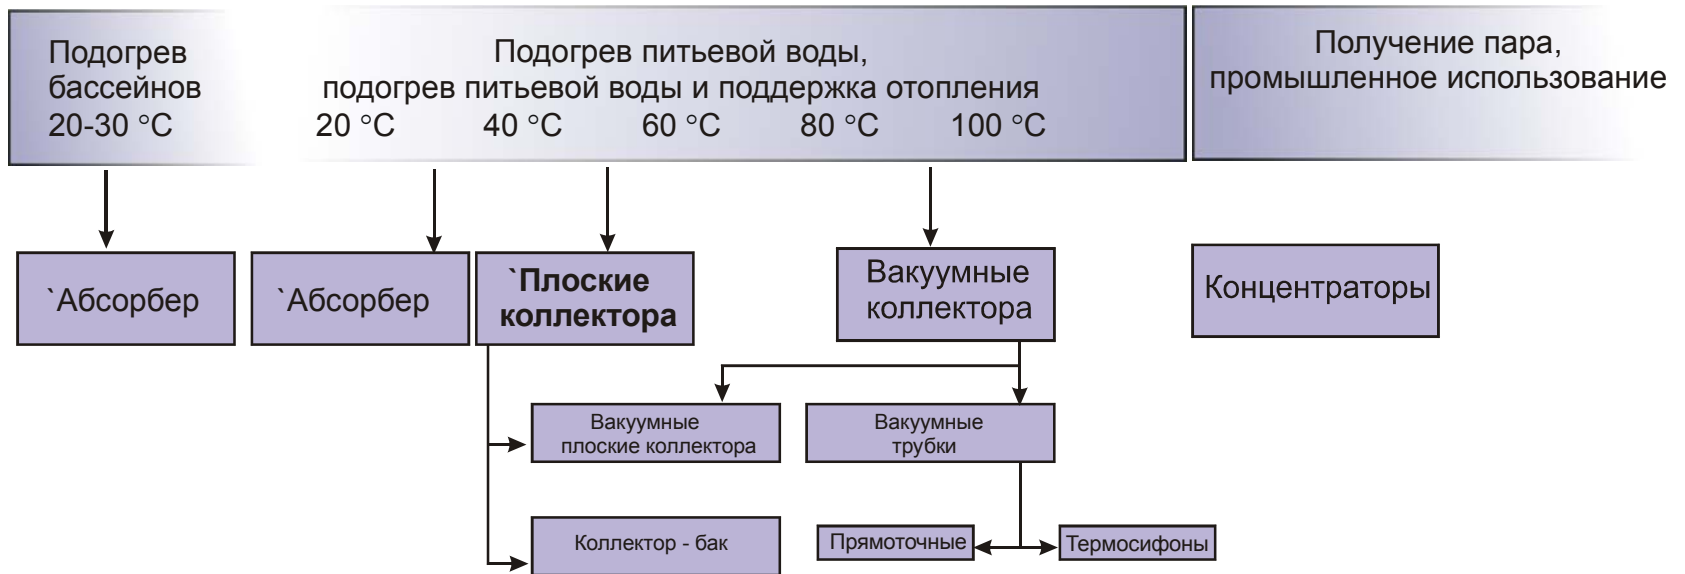 Подогрев
бассейнов
20-30 °C
Подогрев питьевой воды,
подогрев питьевой воды и поддержка отопления
20 °C 40 °C 60 °C 80 °C 100 °C
Получение пара,
промышленное использование
`Абсорбер
`Абсорбер
`Плоские
коллектора
Вакуумные
коллектора
Концентраторы
Вакуумные
плоские коллектора
Вакуумные
трубки
Коллектор - бак
Прямоточные
Термосифоны